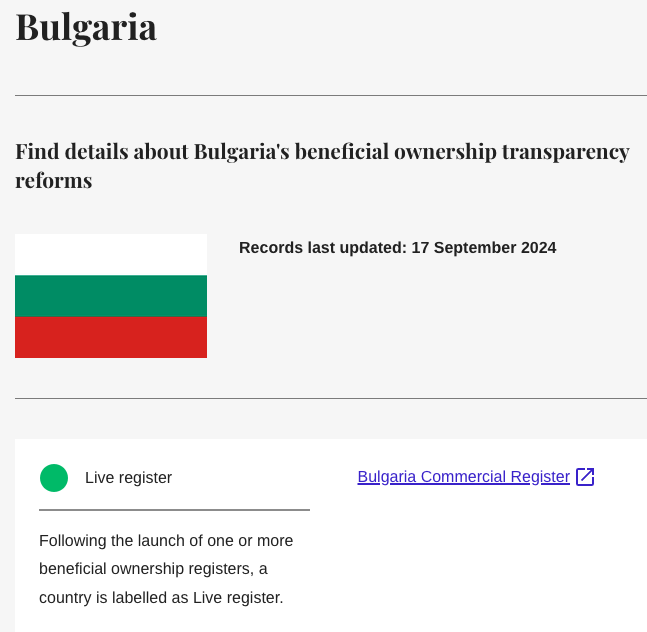 Bulgaria
Find details about Bulgaria's beneficial ownership transparency
reforms
Records last updated: 17 September 2024
Live register
Bulgaria Commercial Register
Following the launch of one or more
beneficial ownership registers, a
country is labelled as Live register.